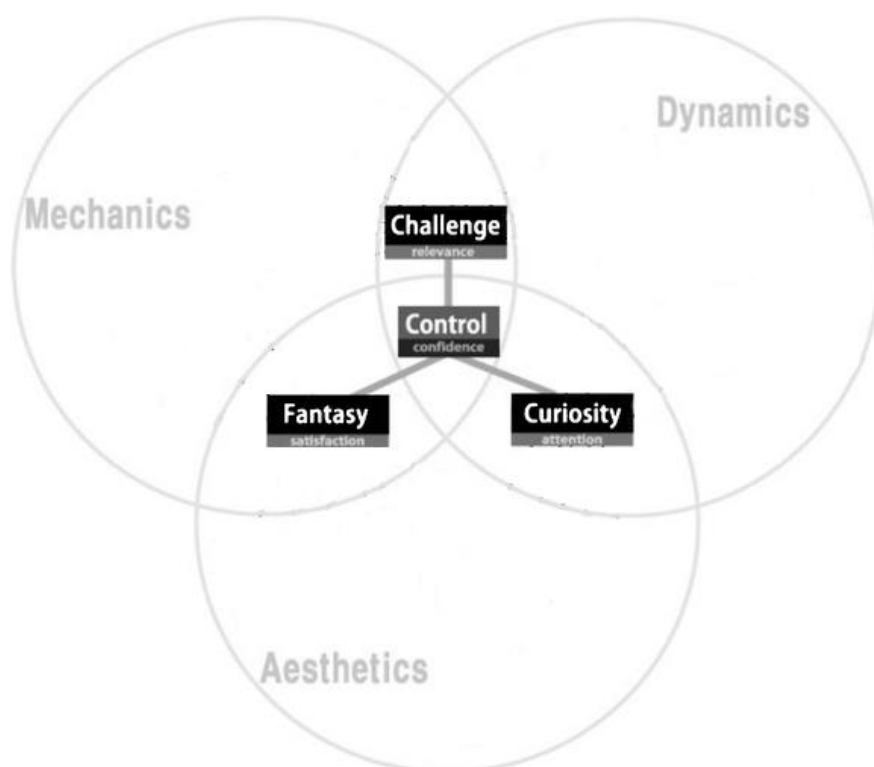 Dynamics
Mechanics
Challenge
relevance
Control
confidence
Fantasy
satisfaction
Curiosity
attention
Aesthetics